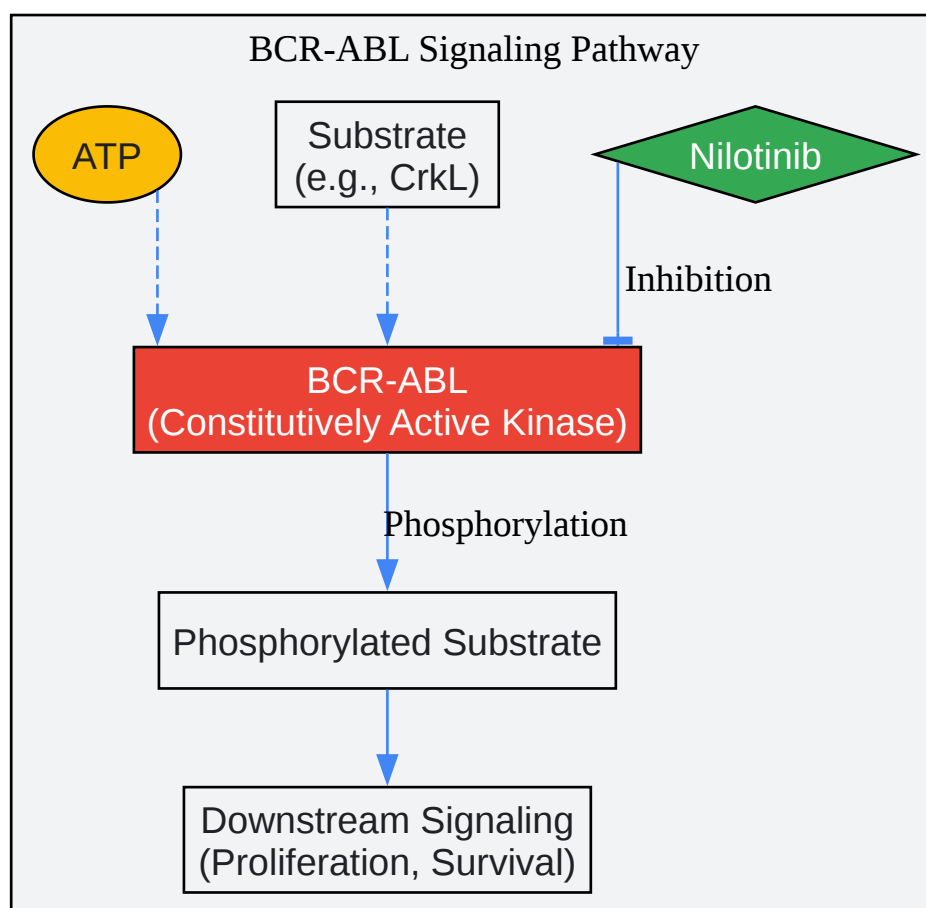 BCR-ABL Signaling Pathway
ATP
Substrate
(e.g., CrkL)
Nilotinib
Inhibition
BCR-ABL
(Constitutively Active Kinase)
Phosphorylation
Phosphorylated Substrate
Downstream Signaling
(Proliferation, Survival)